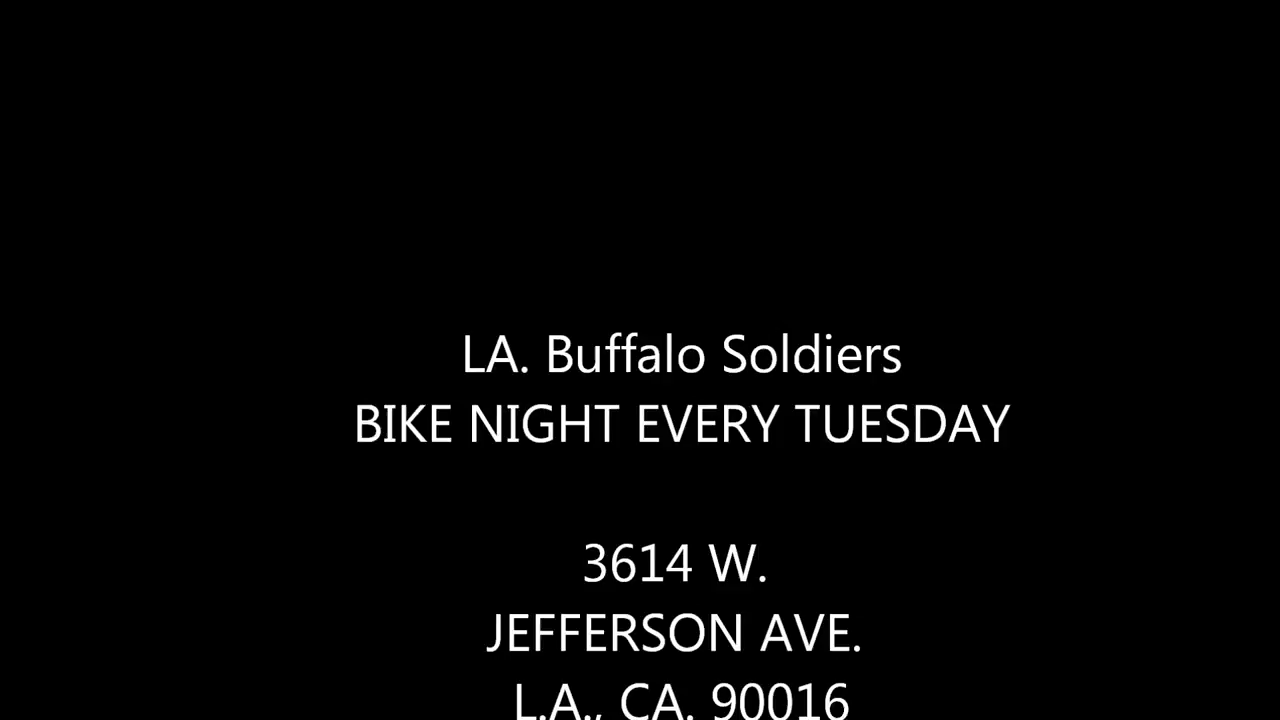 LA. Buffalo Soldiers
BIKE NIGHT EVERY TUESDAY
3614 W.
JEFFERSON AVE.
L.A., CA. 90016